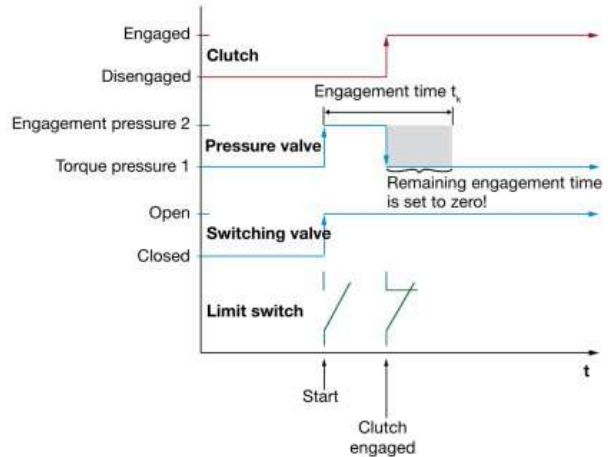 Engaged
Clutch
Disengaged
Engagement time tk
Engagement pressure 2
Pressure valve
Torque pressure 1
Remaining engagement time
is set to zero!
Open
Switching valve
Closed
Limit switch
t
Start
Clutch
engaged